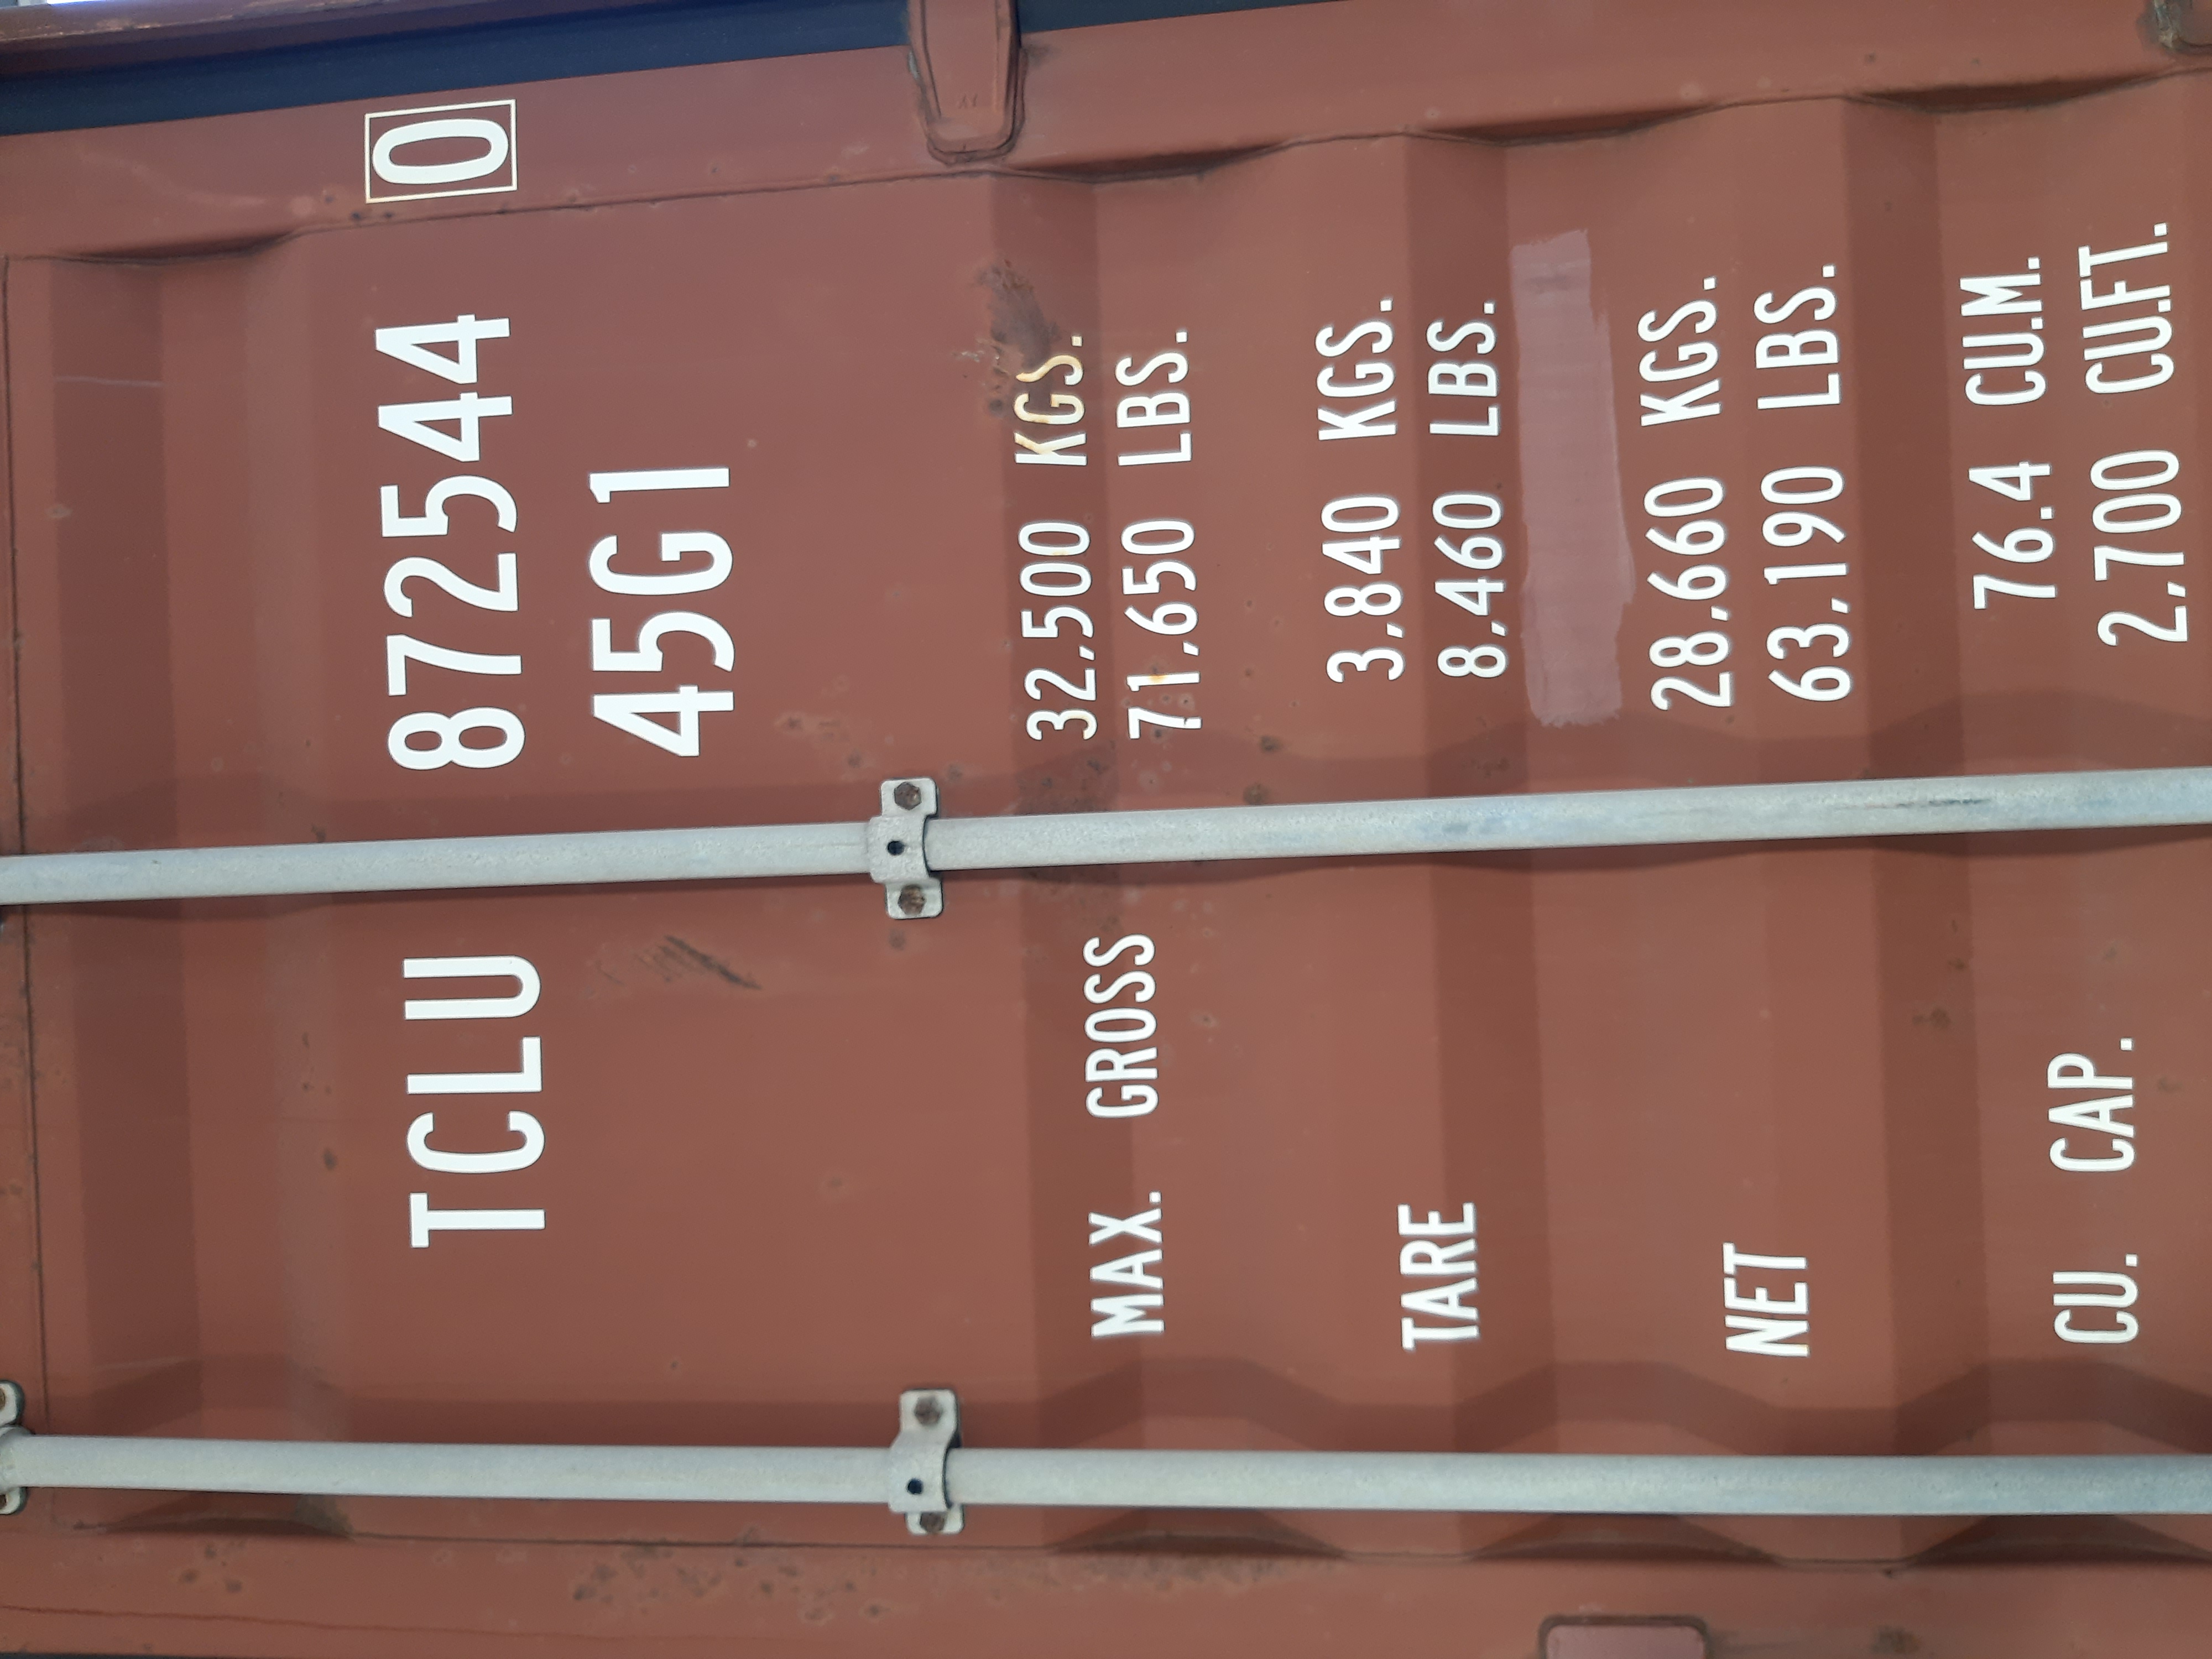 TCLU 872544 0
45G1
MAX. GROSS 32,500 KGS.
71,650 LBS.
TARE 3,840 KGS.
8,460 LBS.
NET 28,660 KGS.
63,190 LBS.
CU. CAP. 76.4 CU.M.
2,700 CU.FT.